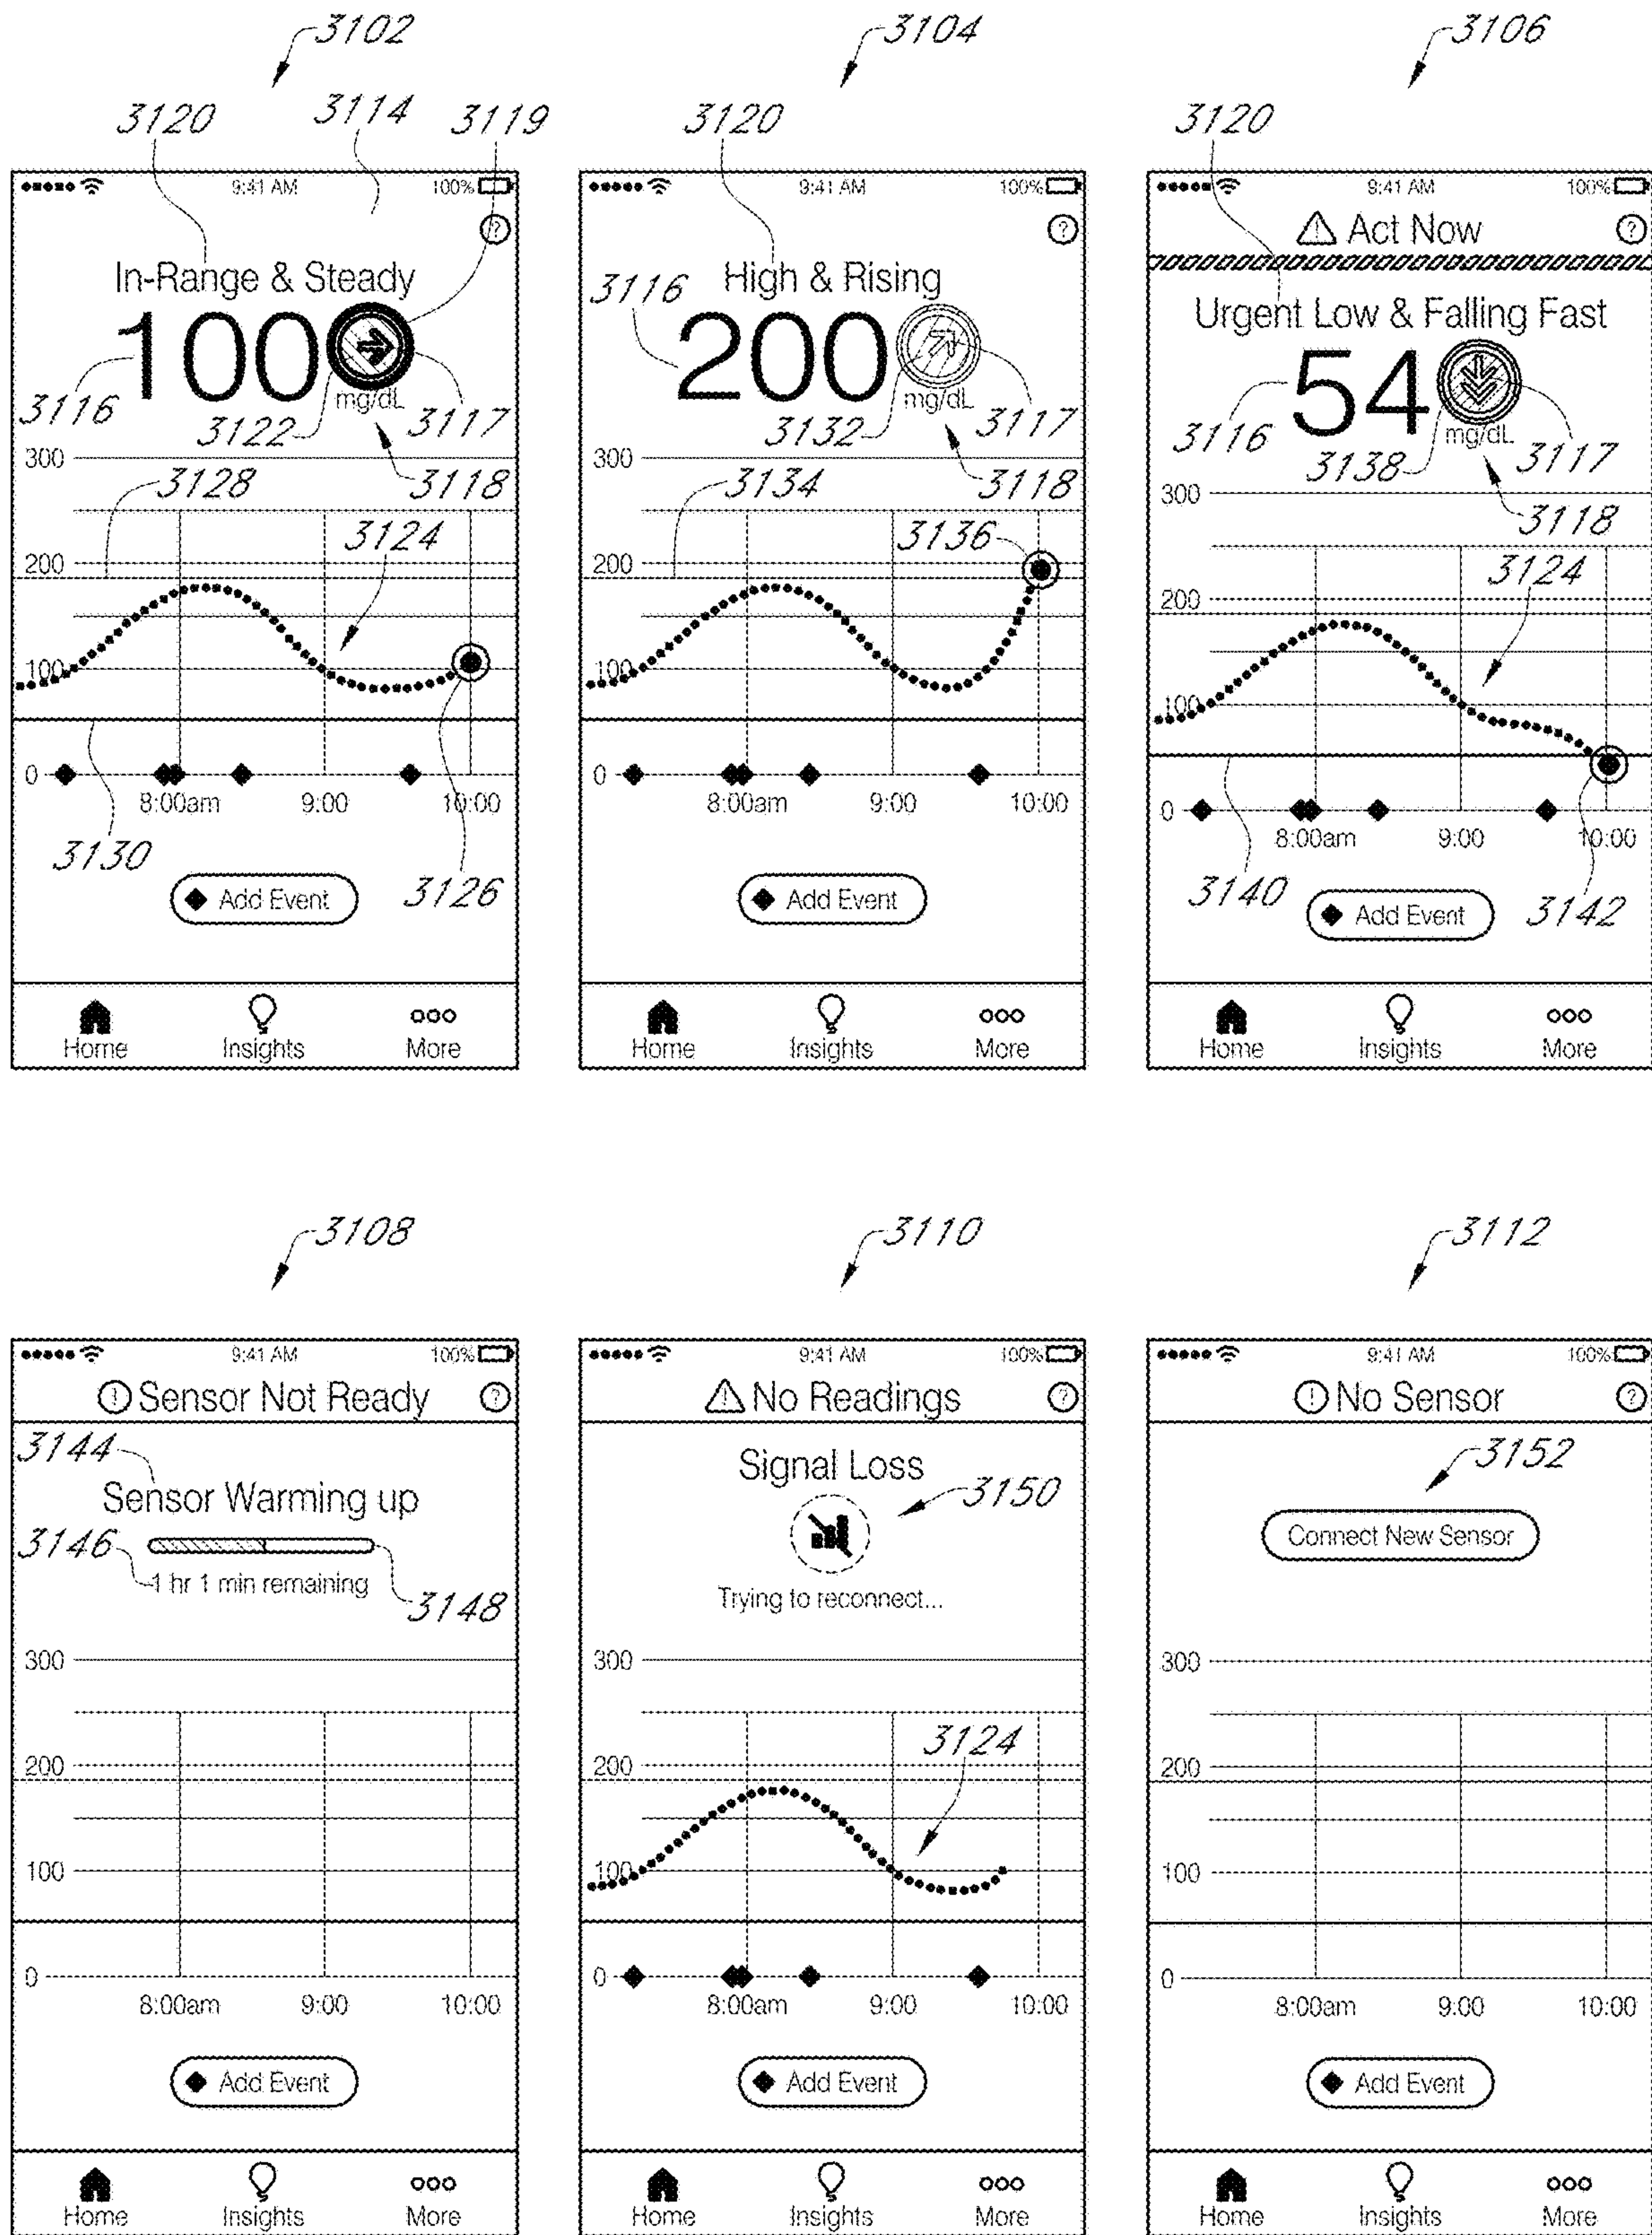 3102
3120 3114 3119
9:41 AM 100%
?
In-Range & Steady
100
mg/dL
3116 3122 3117
3118
300
3128
3124
200
100
0
8:00am 9:00 10:00
3130
3126
Add Event
Home Insights More
3104
3120
9:41 AM 100%
?
3116 High & Rising
200
mg/dL
3132 3117
3118
300
3134
3136
200
100
0
8:00am 9:00 10:00
Add Event
Home Insights More
3106
3120
9:41 AM 100%
! Act Now ?
Urgent Low & Falling Fast
54
mg/dL
3116 3138 3117
3118
300
3124
200
100
0
8:00am 9:00 10:00
3140
3142
Add Event
Home Insights More
3108
9:41 AM 100%
! Sensor Not Ready ?
3144
Sensor Warming up
3146
1 hr 1 min remaining
3148
300
200
100
0
8:00am 9:00 10:00
Add Event
Home Insights More
3110
9:41 AM 100%
! No Readings ?
Signal Loss
3150
Trying to reconnect...
300
3124
200
100
0
8:00am 9:00 10:00
Add Event
Home Insights More
3112
9:41 AM 100%
! No Sensor ?
3152
Connect New Sensor
300
200
100
0
8:00am 9:00 10:00
Add Event
Home Insights More